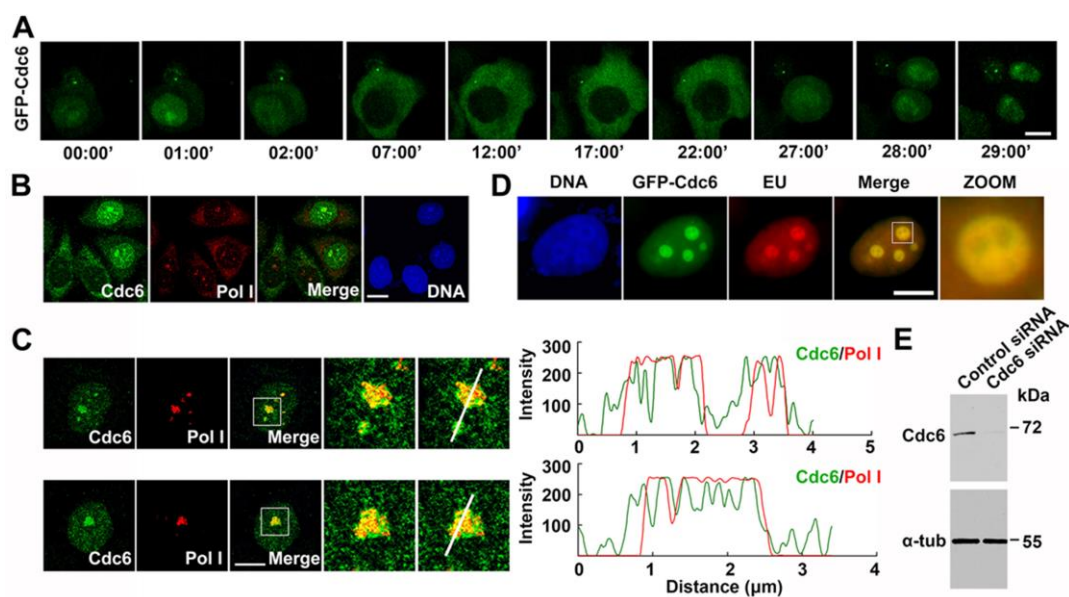 A
GFP-Cdc6
00:00’ 01:00’ 02:00’ 07:00’ 12:00’ 17:00’ 22:00’ 27:00’ 28:00’ 29:00’
B
Cdc6 Pol I Merge DNA
D
DNA GFP-Cdc6 EU Merge ZOOM
C
Cdc6 Pol I Merge
Cdc6 Pol I Merge
Intensity
300
200
100
Cdc6/Pol I
0 1 2 3 4 5
Intensity
300
200
100
Cdc6/Pol I
0 1 2 3 4
Distance (µm)
E
Control siRNA
Cdc6 siRNA
kDa
Cdc6
72
α-tub
55